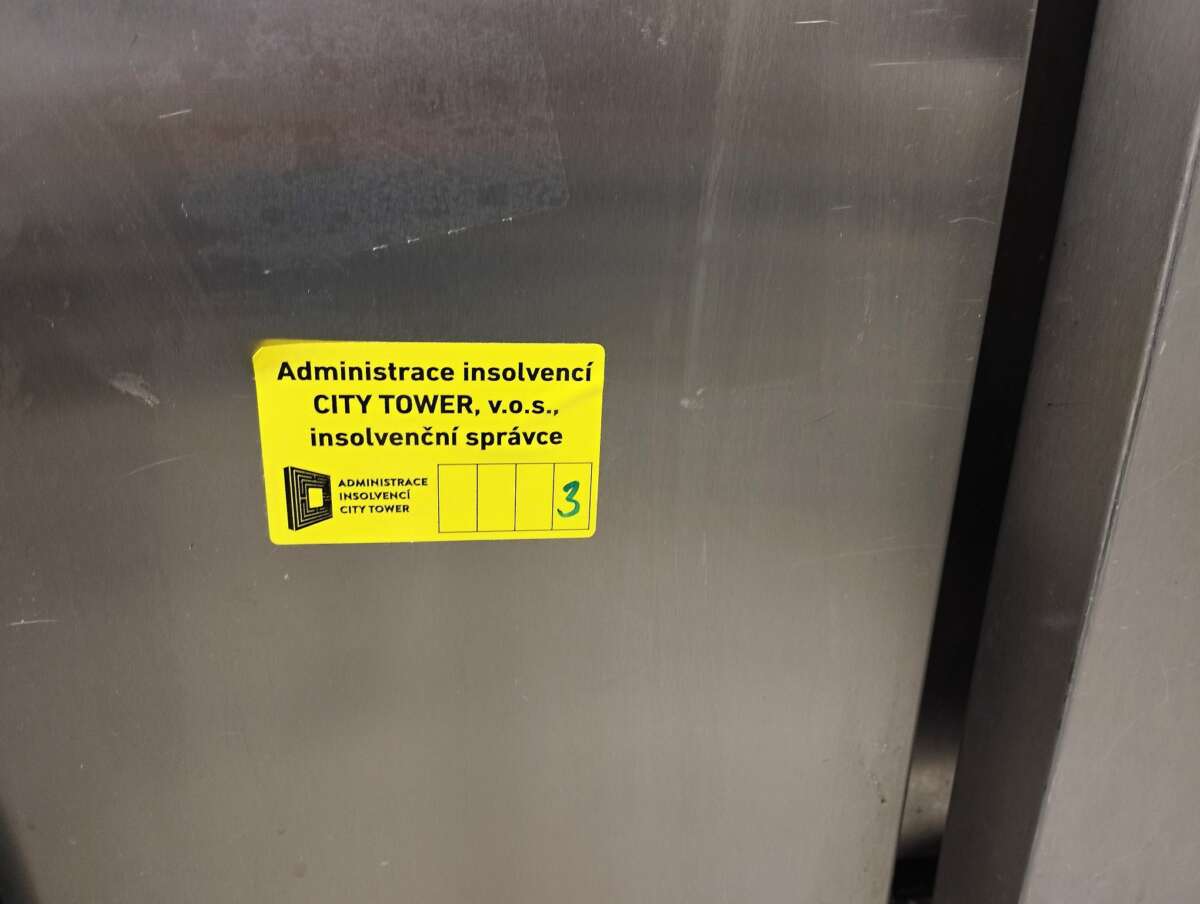 Administrace insolvencí
CITY TOWER, v.o.s.,
insolvenční správce
ADMINISTRACE
INSOLVENCÍ
CITY TOWER
3